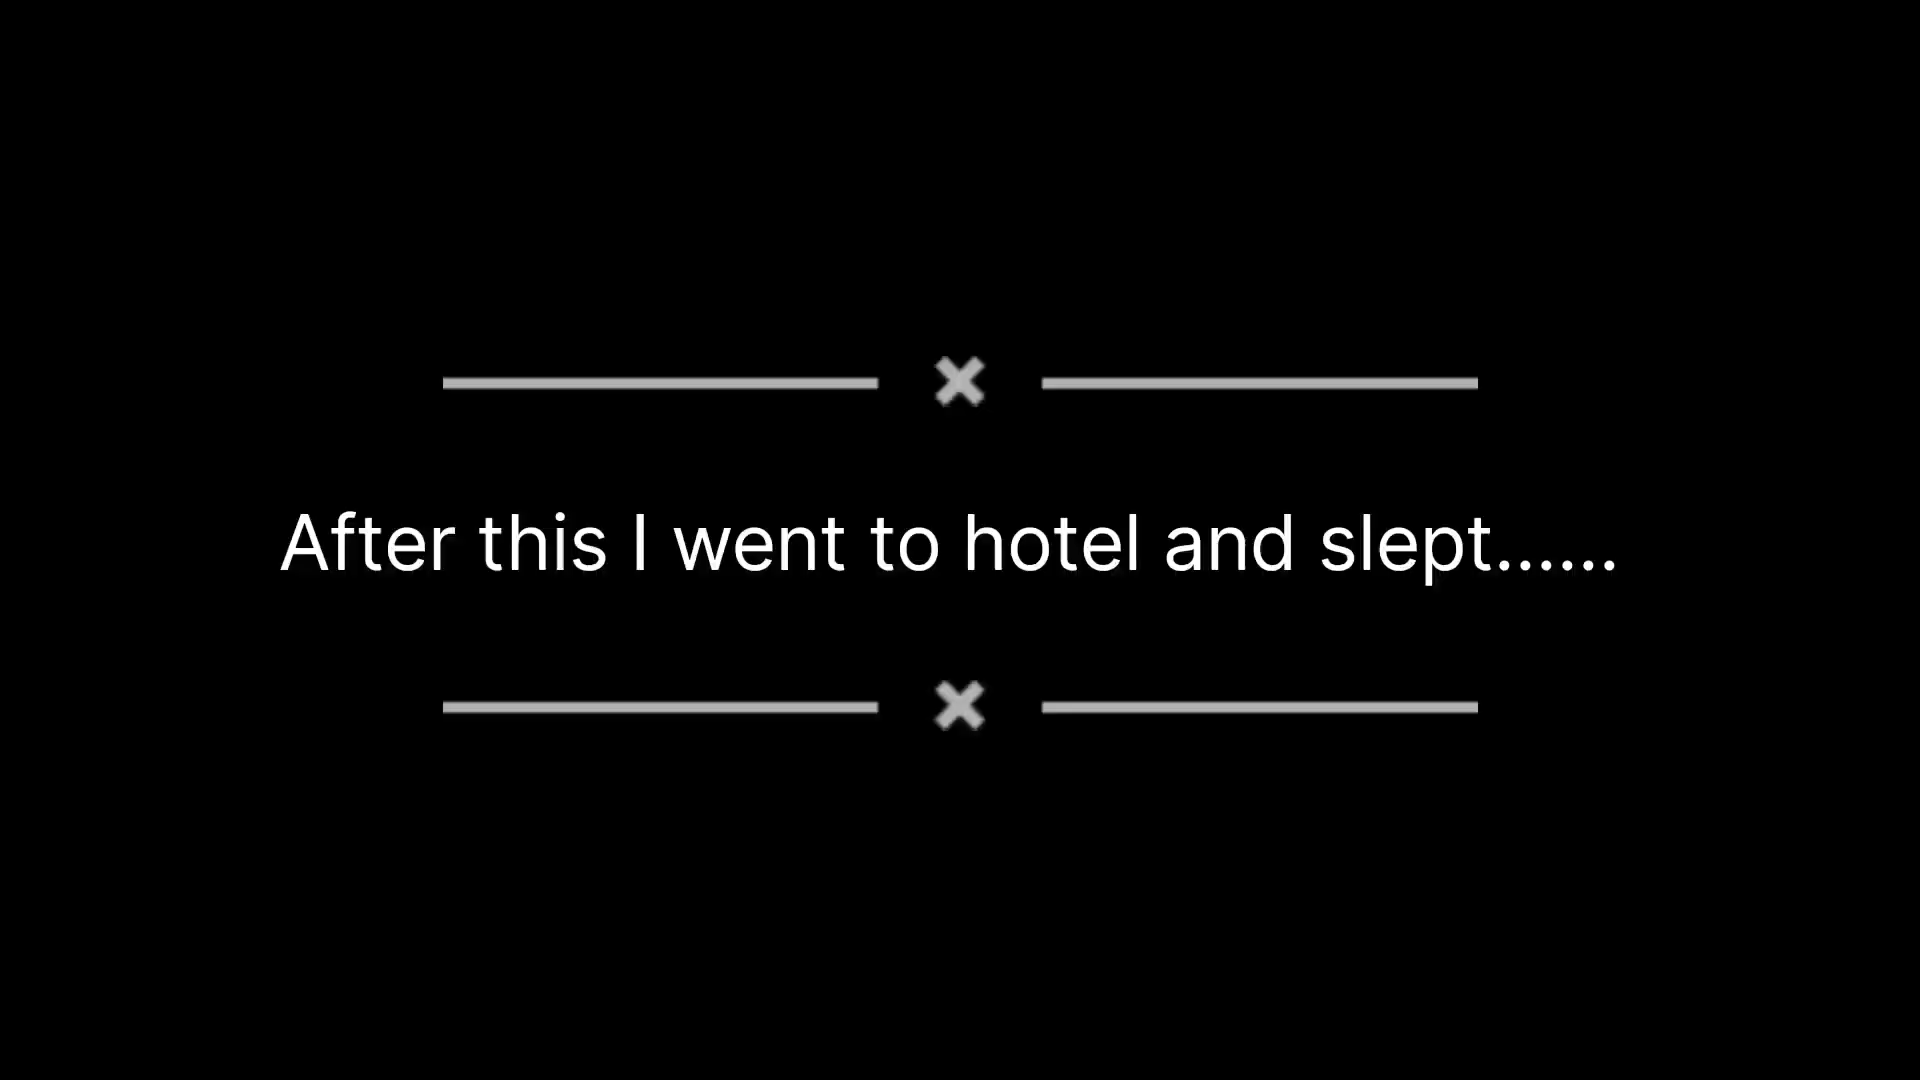 After this I went to hotel and slept......